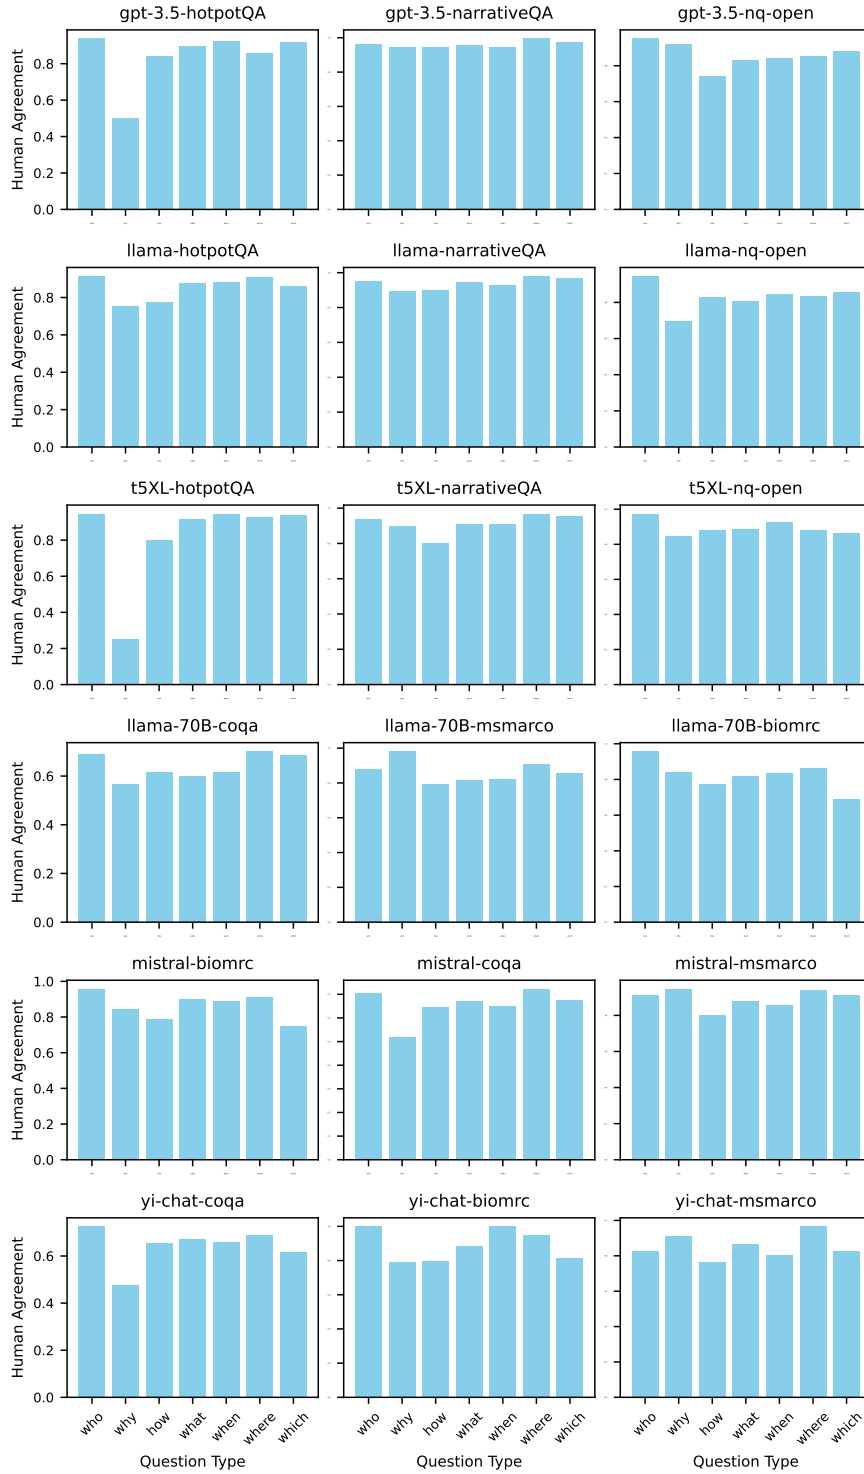 gpt-3.5-hotpotQA gpt-3.5-narrativeQA gpt-3.5-nq-open
Human Agreement
0.8
0.6
0.4
0.2
0.0
llama-hotpotQA llama-narrativeQA llama-nq-open
Human Agreement
0.8
0.6
0.4
0.2
0.0
t5XL-hotpotQA t5XL-narrativeQA t5XL-nq-open
Human Agreement
0.8
0.6
0.4
0.2
0.0
llama-70B-coqa llama-70B-msmarco llama-70B-biomrc
Human Agreement
0.6
0.4
0.2
0.0
mistral-biomrc mistral-coqa mistral-msmarco
Human Agreement
1.0
0.8
0.6
0.4
0.2
0.0
yi-chat-coqa yi-chat-biomrc yi-chat-msmarco
Human Agreement
0.6
0.4
0.2
0.0
who why how what when where which who why how what when where which who why how what when where which
Question Type Question Type Question Type